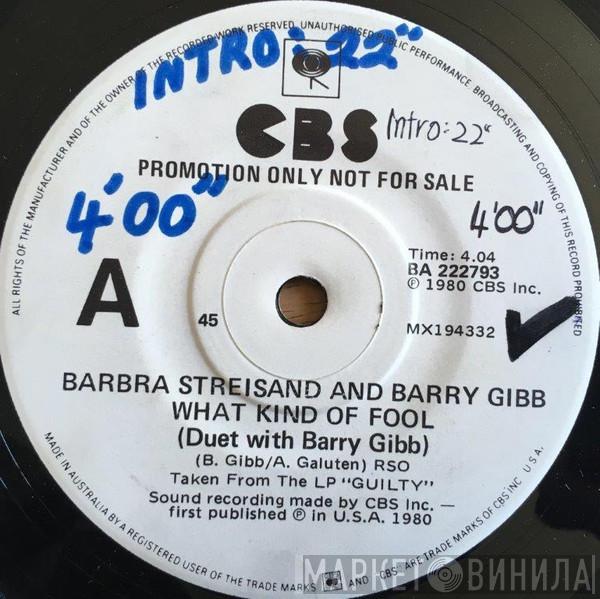 ALL RIGHTS OF THE MANUFACTURER AND OF THE OWNER OF THE RECORDED WORK RESERVED. UNAUTHORISED PUBLIC PERFORMANCE BROADCASTING AND COPYING OF THIS RECORD PROHIBITED
INTRO: 22"
CBS
Intro: 22"
PROMOTION ONLY NOT FOR SALE
4'00"
4'00"
Time: 4.04
BA 222793
℗ 1980 CBS Inc.
A
45
MX194332
BARBRA STREISAND AND BARRY GIBB
WHAT KIND OF FOOL
(Duet with Barry Gibb)
(B. Gibb/A. Galuten) RSO
Taken From The LP "GUILTY"
Sound recording made by CBS Inc. —
first published ℗ in U.S.A. 1980
MADE IN AUSTRALIA BY A REGISTERED USER OF THE TRADE MARKS AND "CBS" ARE TRADE MARKS OF CBS INC U.S.A.
МАРКЕТ ВИНИЛА